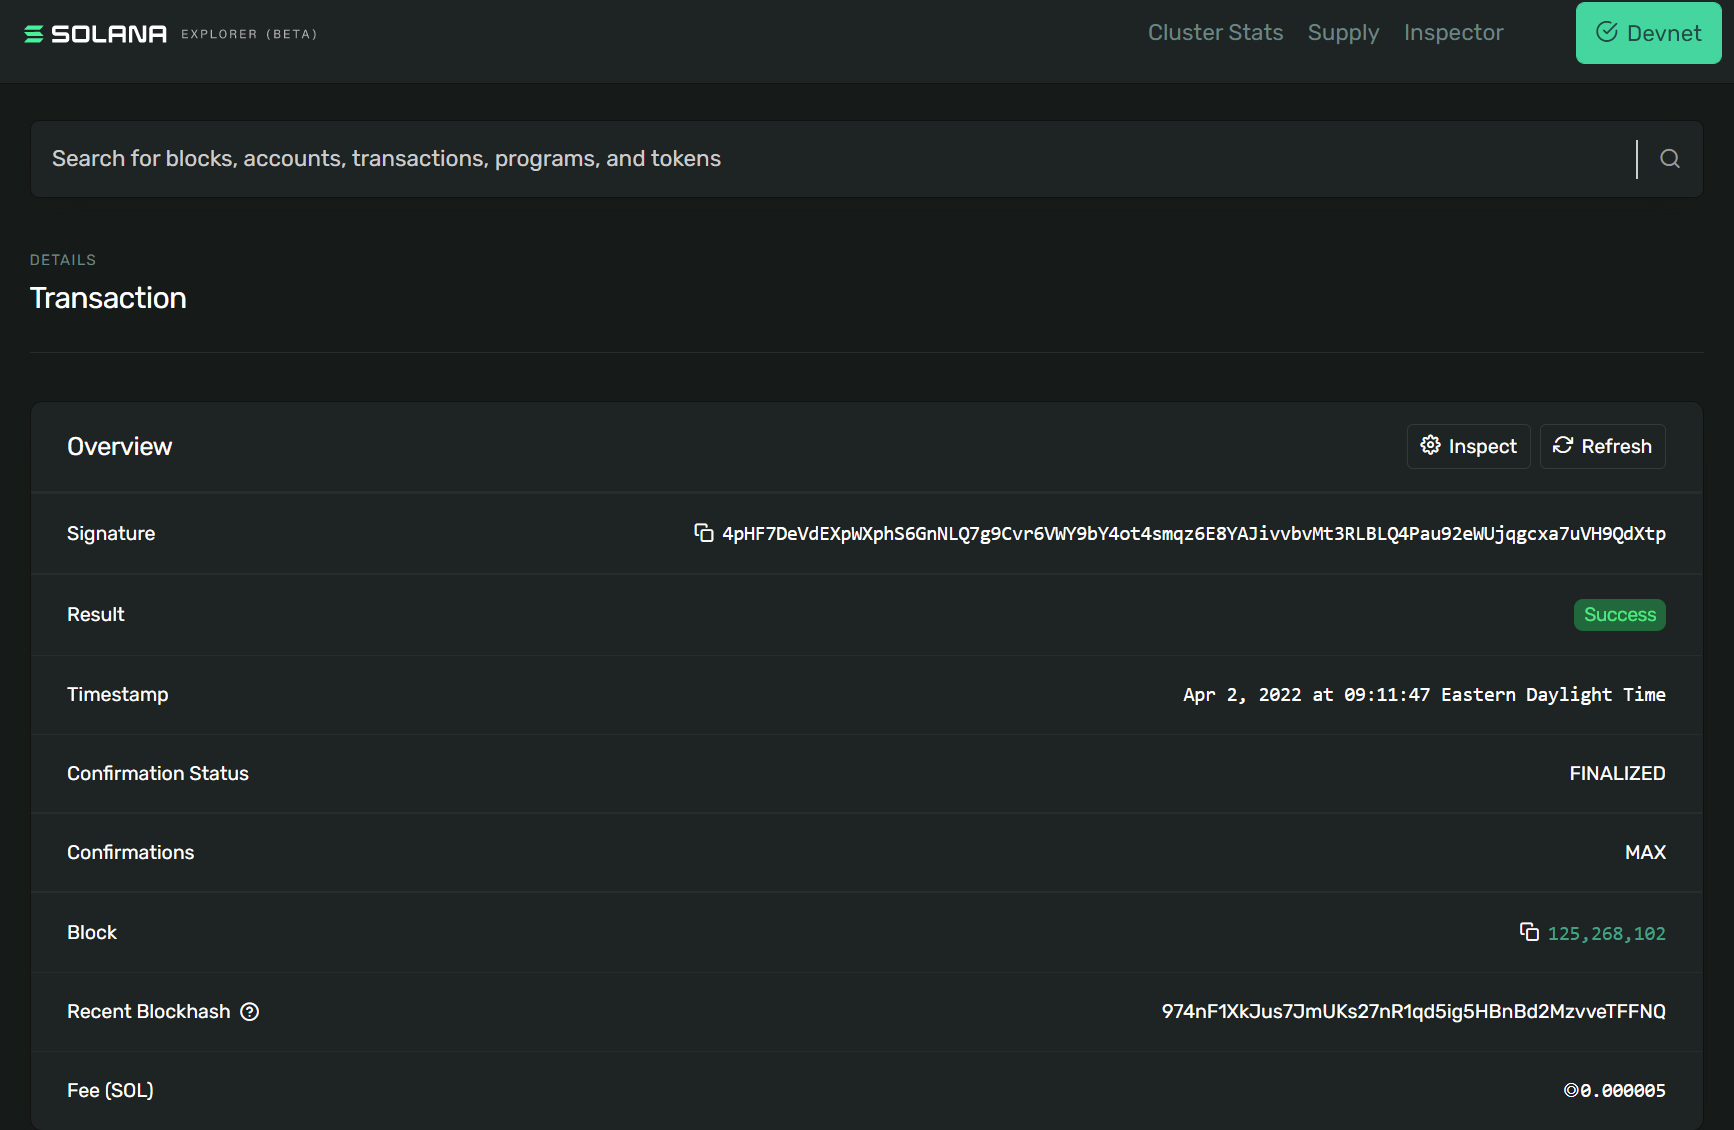 SOLANA EXPLORER (BETA) Cluster Stats Supply Inspector Devnet
Search for blocks, accounts, transactions, programs, and tokens
DETAILS
Transaction
Overview Inspect Refresh
Signature 4pHF7DeVdEXpWXphS6GnNLQ7g9Cvr6VWY9bY4ot4smqz6E8YAJivvbvMt3RLBLQ4Pau92eWUjqgcxa7uVH9QdXtp
Result Success
Timestamp Apr 2, 2022 at 09:11:47 Eastern Daylight Time
Confirmation Status FINALIZED
Confirmations MAX
Block 125,268,102
Recent Blockhash 974nF1XkJus7JmUKs27nR1qd5ig5HBnBd2MzvveTFFNQ
Fee (SOL) ◎0.000005